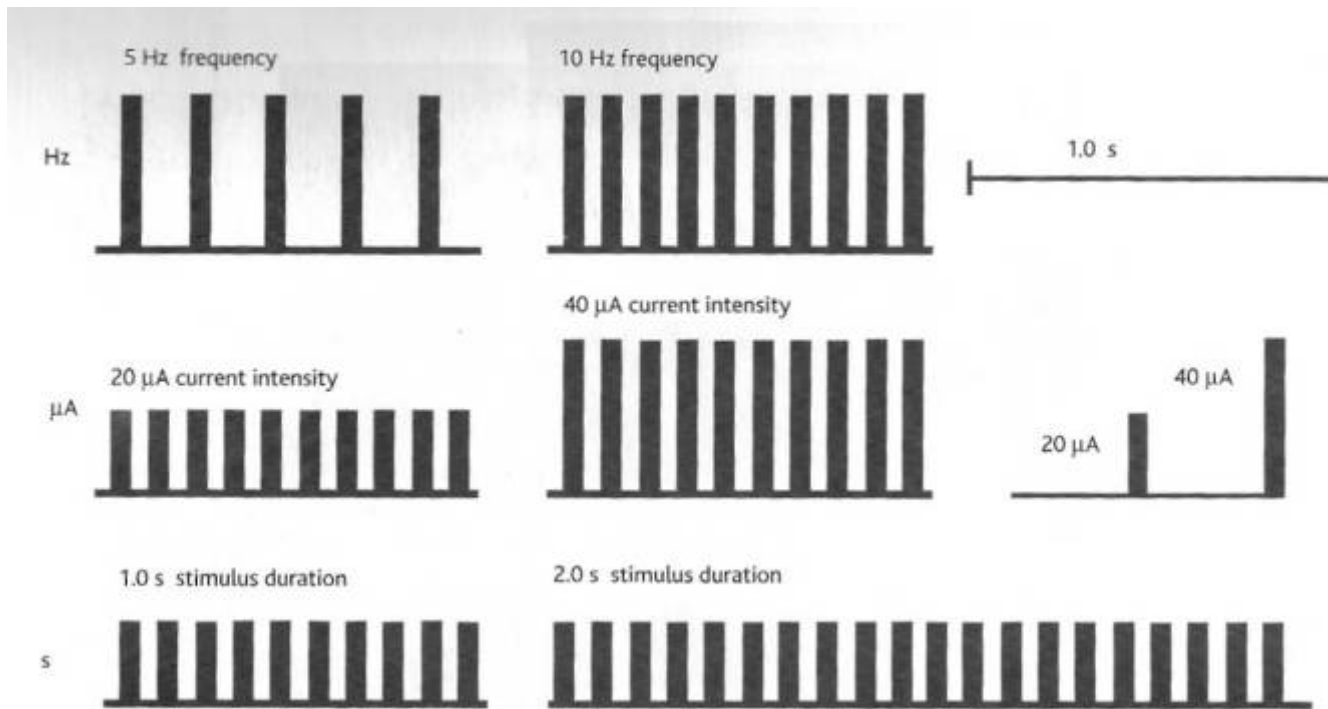 5 Hz frequency
10 Hz frequency
Hz
1.0 s
40 µA current intensity
20 µA current intensity
40 µA
µA
20 µA
1.0 s stimulus duration
2.0 s stimulus duration
s